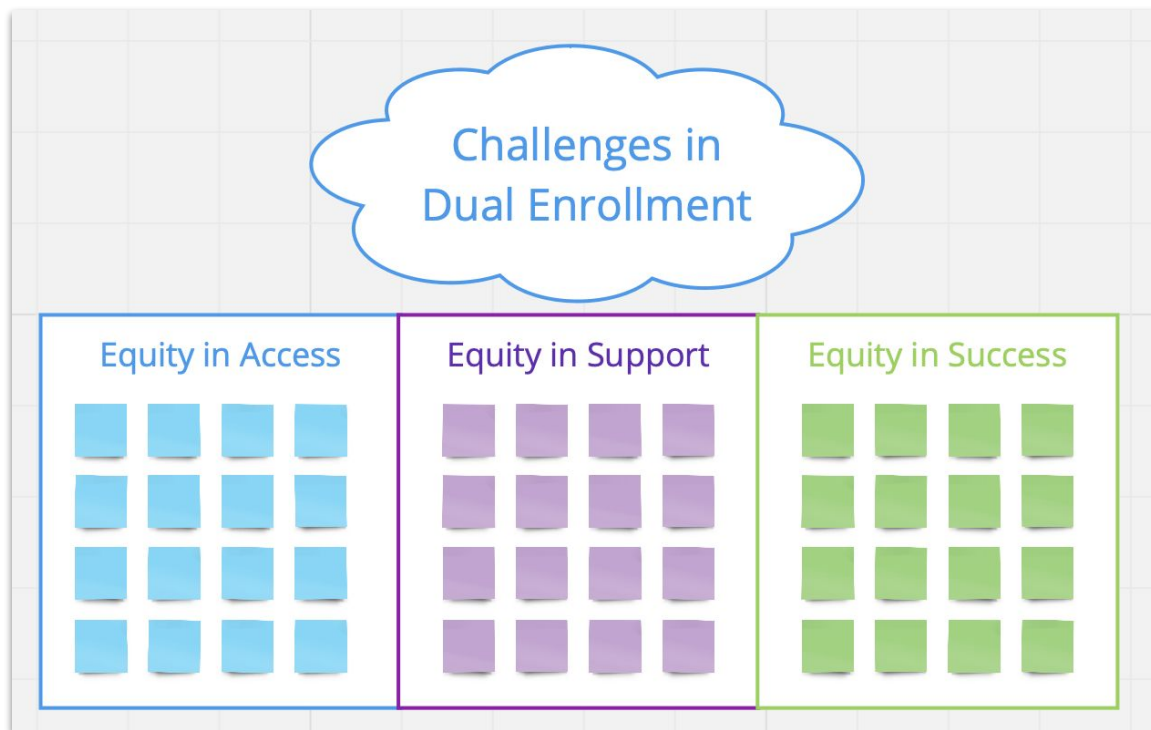 Challenges in
Dual Enrollment
Equity in Access
Equity in Support
Equity in Success